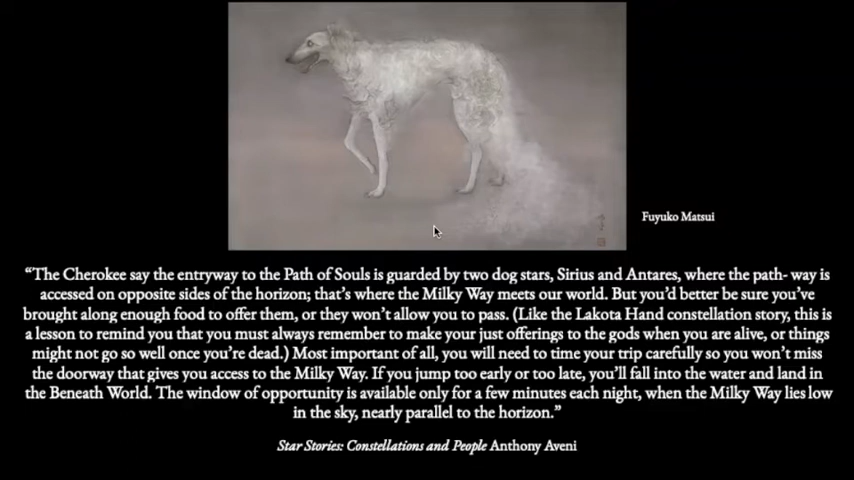 Fuyuko Matsui
“The Cherokee say the entryway to the Path of Souls is guarded by two dog stars, Sirius and Antares, where the path- way is
accessed on opposite sides of the horizon; that’s where the Milky Way meets our world. But you’d better be sure you’ve
brought along enough food to offer them, or they won’t allow you to pass. (Like the Lakota Hand constellation story, this is
a lesson to remind you that you must always remember to make your just offerings to the gods when you are alive, or things
might not go so well once you’re dead.) Most important of all, you will need to time your trip carefully so you won’t miss
the doorway that gives you access to the Milky Way. If you jump too early or too late, you’ll fall into the water and land in
the Beneath World. The window of opportunity is available only for a few minutes each night, when the Milky Way lies low
in the sky, nearly parallel to the horizon.”
Star Stories: Constellations and People Anthony Aveni